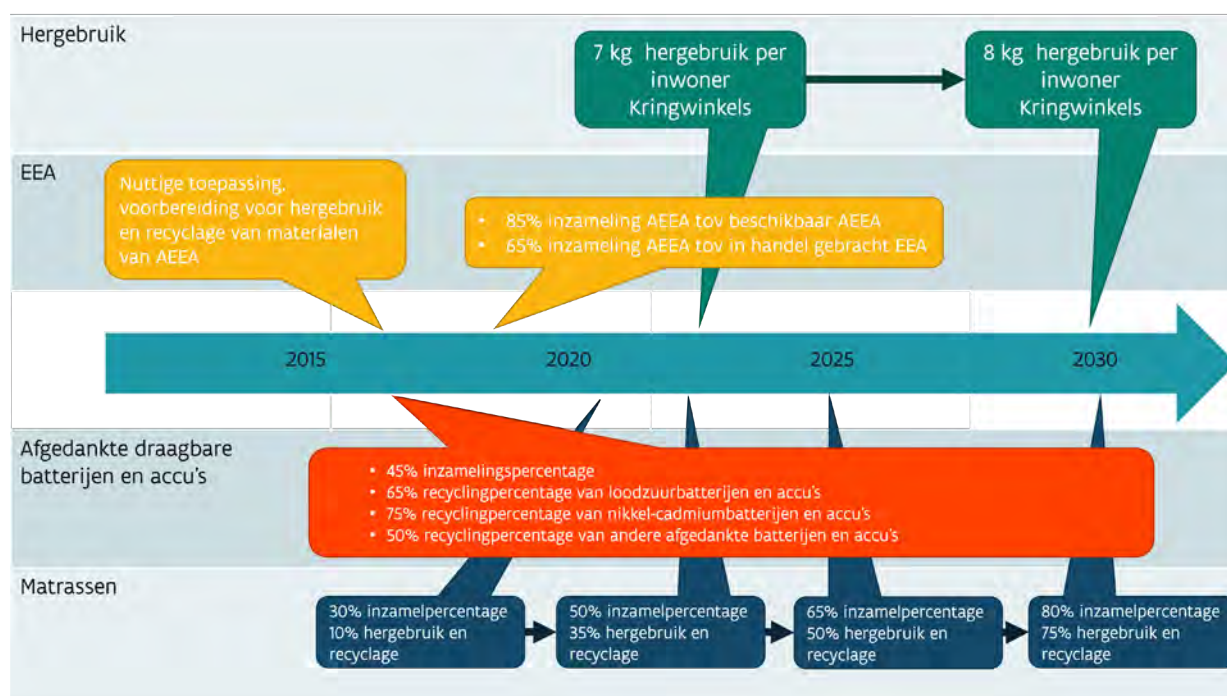 Hergebruik
7 kg hergebruik per
inwoner
Kringwinkels
8 kg hergebruik per
inwoner
Kringwinkels
EEA
Nuttige toepassing,
voorbereiding voor hergebruik
en recyclage van materialen
van AEEA
• 85% inzameling AEEA tov beschikbaar AEEA
• 65% inzameling AEEA tov in handel gebracht EEA
2015
2020
2025
2030
Afgedankte draagbare
batterijen en accu's
• 45% inzamelingspercentage
• 65% recyclingpercentage van loodzuurbatterijen en accu's
• 75% recyclingpercentage van nikkel-cadmiumbatterijen en accu's
• 50% recyclingpercentage van andere afgedankte batterijen en accu's
Matrassen
30% inzamelpercentage
10% hergebruik en
recyclage
50% inzamelpercentage
35% hergebruik en
recyclage
65% inzamelpercentage
50% hergebruik en
recyclage
80% inzamelpercentage
75% hergebruik en
recyclage